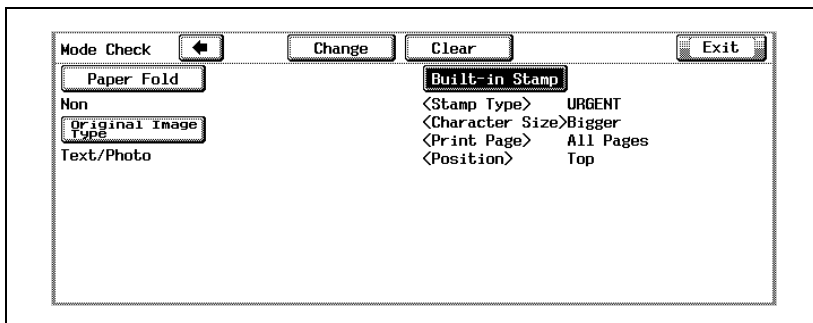 Mode Check Change Clear Exit
Paper Fold
Non
Original Image
Type
Text/Photo
Built-in Stamp
<Stamp Type> URGENT
<Character Size>Bigger
<Print Page> All Pages
<Position> Top